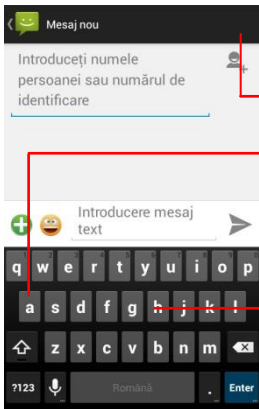 Mesaj nou
Introduceți numele
persoanei sau numărul de
identificare
Introducere mesaj
text
q w e r t y u i o p
a s d f g h j k l
z x c v b n m
?123 Română . Enter